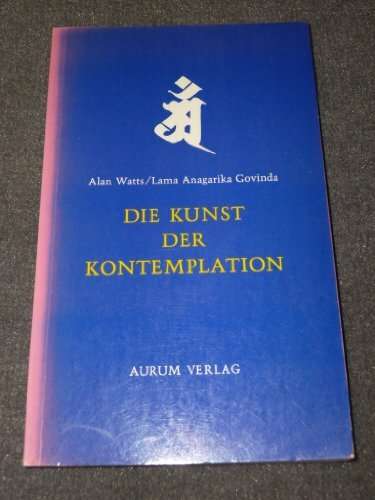 Alan Watts/Lama Anagarika Govinda
DIE KUNST
DER
KONTEMPLATION
AURUM VERLAG